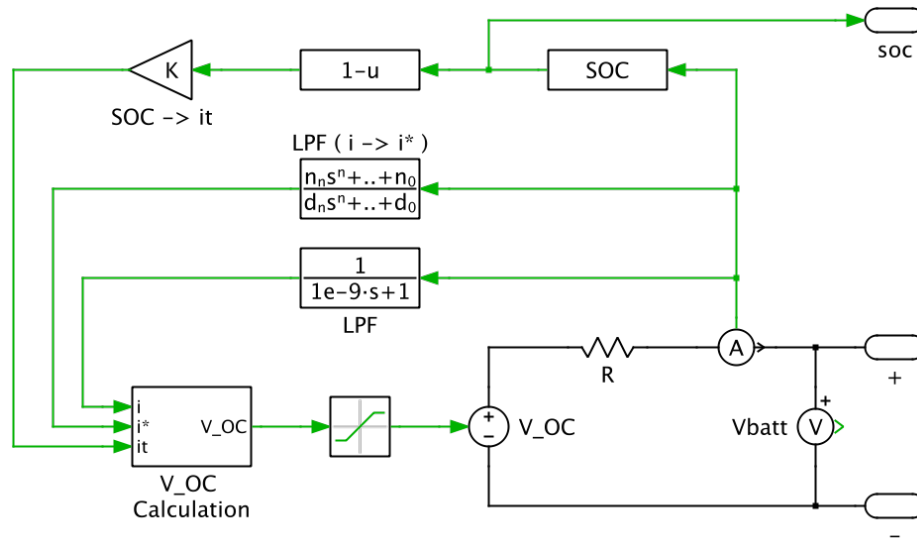 soc
K
1-u
SOC
SOC -> it
LPF ( i -> i* )
nₙsⁿ+..+n₀
dₙsⁿ+..+d₀
1
1e-9·s+1
LPF
A
R
+
i
i*
it
V_OC
V_OC
Calculation
+
-
V_OC
Vbatt
+
V
-